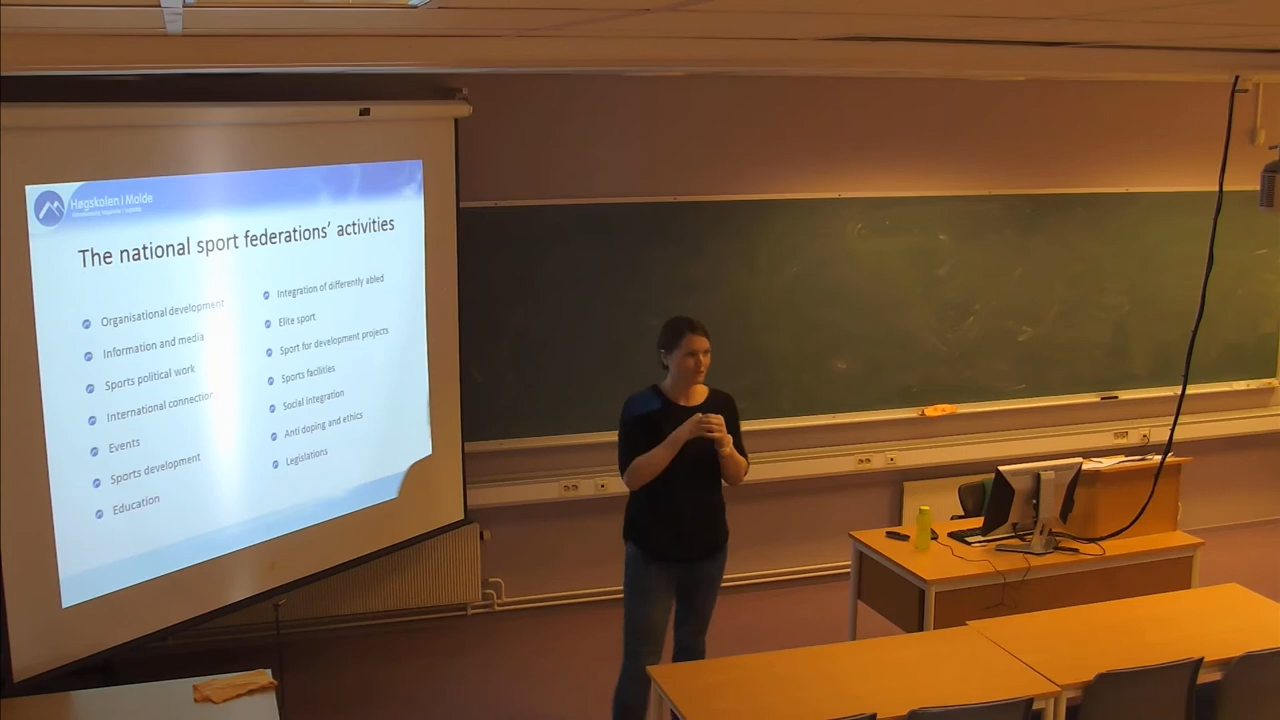 Høgskolen i Molde
The national sport federations' activities
Organisational development
Information and media
Sports political work
International connection
Events
Sports development
Education
Integration of differently abled
Elite sport
Sport for development projects
Sports facilities
Social Integration
Anti doping and ethics
Legislations